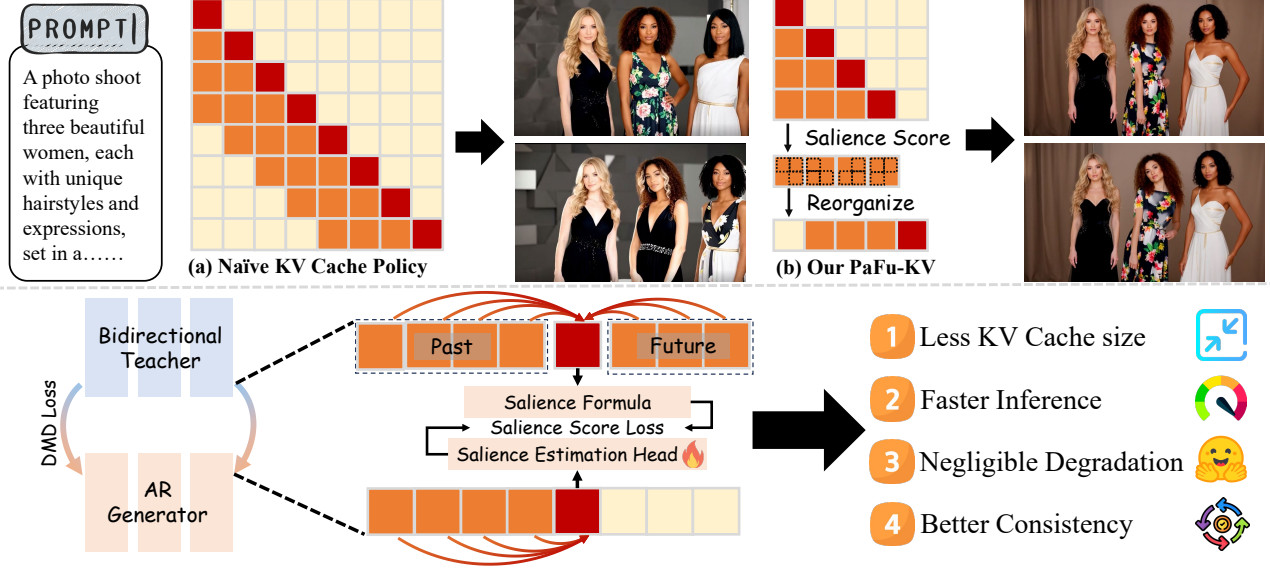 PROMPT
A photo shoot
featuring
three beautiful
women, each
with unique
hairstyles and
expressions,
set in a……
(a) Naïve KV Cache Policy
Salience Score
Reorganize
(b) Our PaFu-KV
Bidirectional
Teacher
DMD Loss
AR
Generator
Past
Future
Salience Formula
Salience Score Loss
Salience Estimation Head
1 Less KV Cache size
2 Faster Inference
3 Negligible Degradation
4 Better Consistency